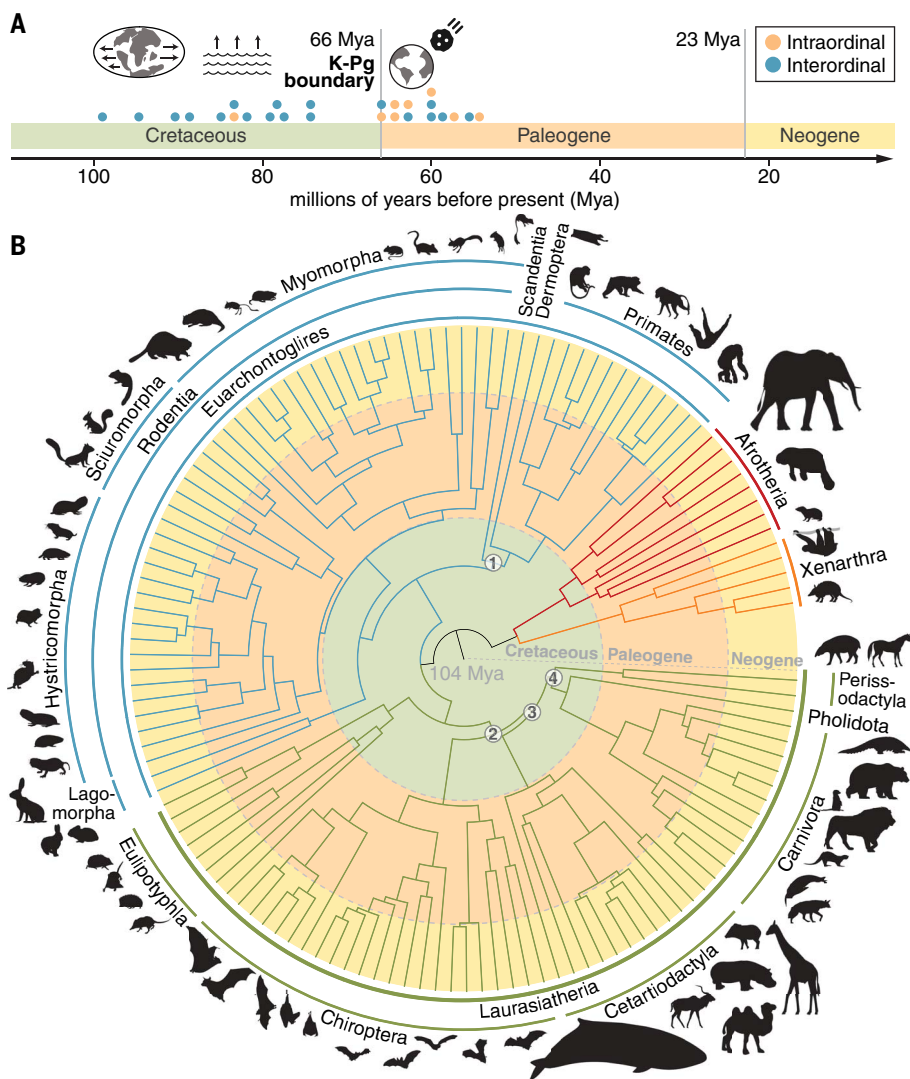 A
66 Mya
K-Pg
boundary
23 Mya
Intraordinal
Interordinal
Cretaceous
Paleogene
Neogene
100
80
60
40
20
millions of years before present (Mya)
B
Myomorpha
Scandentia
Dermoptera
Primates
Euarchontoglires
Rodentia
Sciuromorpha
Hystricomorpha
Lago-
morpha
Afrotheria
Xenarthra
1
Cretaceous
Paleogene
Neogene
104 Mya
4
3
2
Periss-
odactyla
Pholidota
Carnivora
Eulipotyphla
Laurasiatheria
Cetartiodactyla
Chiroptera